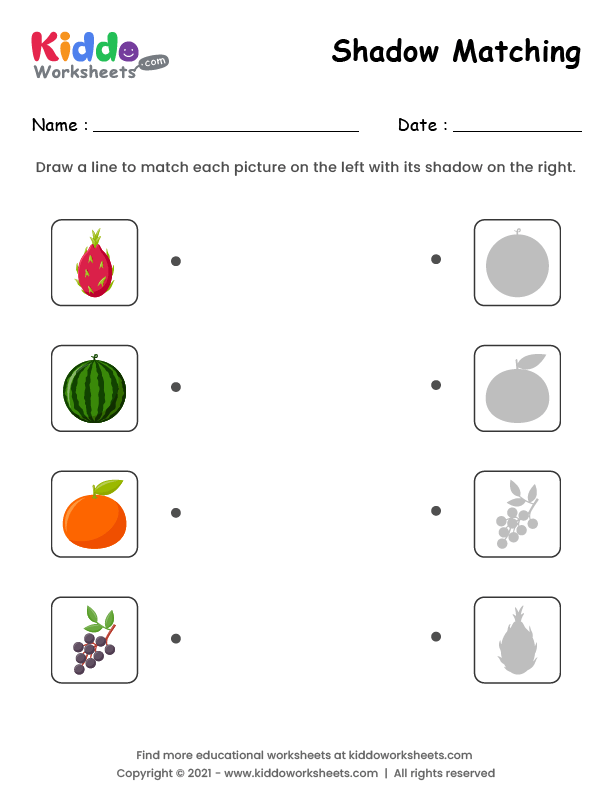 Kiddo
Worksheets
.com
Shadow Matching
Name :
Date :
Draw a line to match each picture on the left with its shadow on the right.
Find more educational worksheets at kiddoworksheets.com
Copyright © 2021 - www.kiddoworksheets.com | All rights reserved